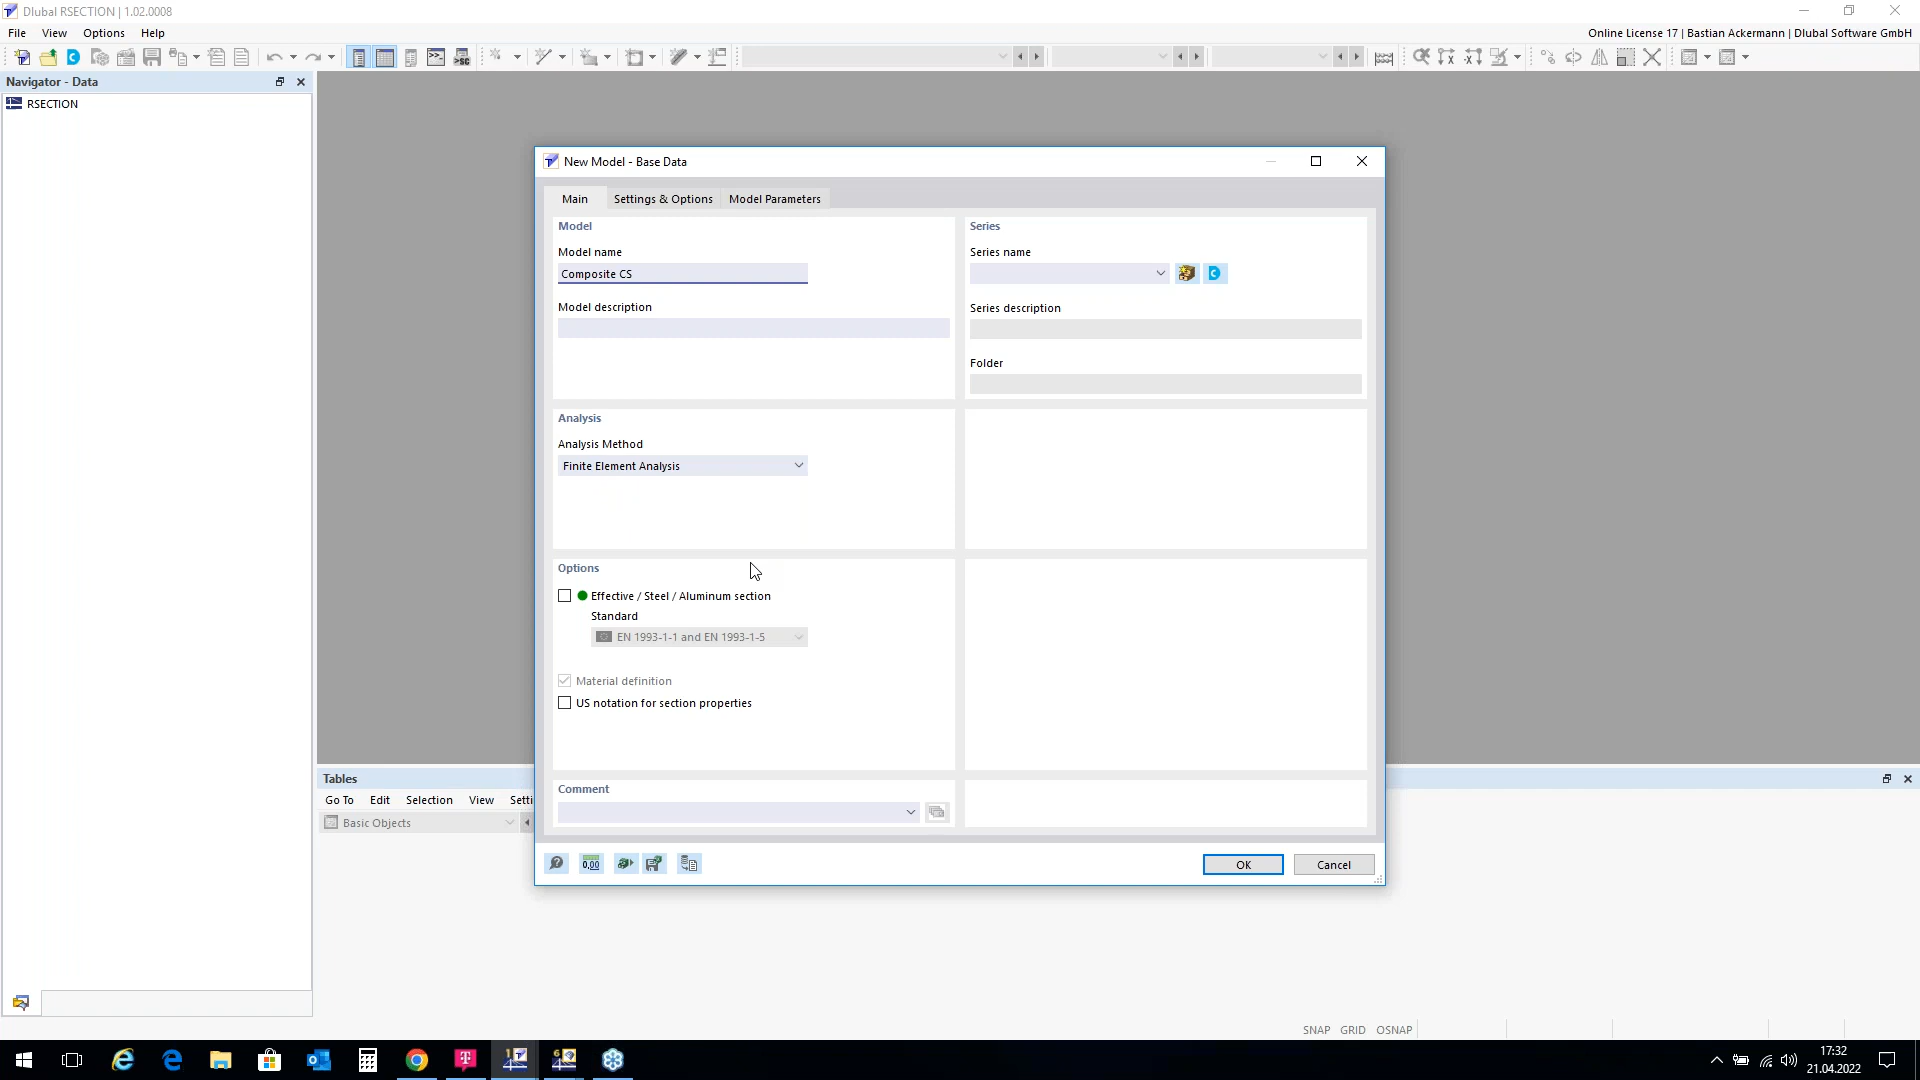 Dlubal RSECTION | 1.02.0008
File View Options Help
Online License 17 | Bastian Ackermann | Dlubal Software GmbH
Navigator - Data
RSECTION
New Model - Base Data
Main Settings & Options Model Parameters
Model
Model name
Composite CS
Model description
Series
Series name
Series description
Folder
Analysis
Analysis Method
Finite Element Analysis
Options
Effective / Steel / Aluminum section
Standard
EN 1993-1-1 and EN 1993-1-5
Material definition
US notation for section properties
Comment
OK Cancel
Tables
Go To Edit Selection View Setti
Basic Objects
SNAP GRID OSNAP
17:32
21.04.2022